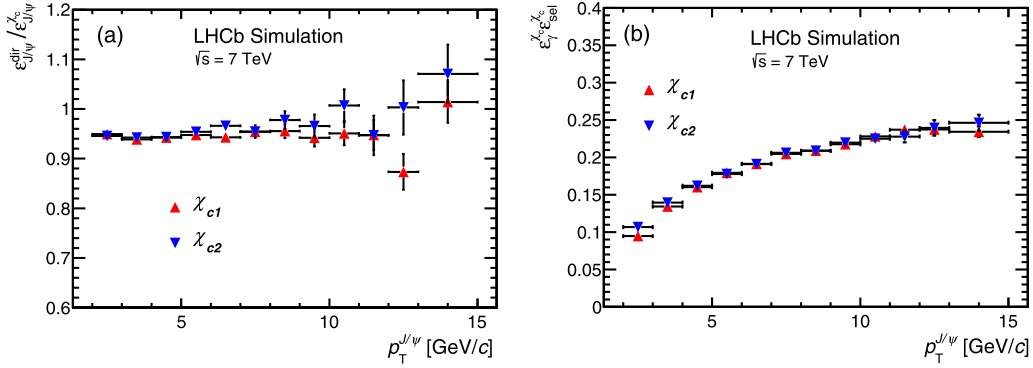 ε^dir_J/ψ / ε^χc_J/ψ
1.2
1.1
1
0.9
0.8
0.7
0.6
(a)
LHCb Simulation
√s = 7 TeV
χc1
χc2
5
10
15
p_T^J/ψ [GeV/c]
ε_γ^χc ε_sel^χc
0.4
0.35
0.3
0.25
0.2
0.15
0.1
0.05
0
(b)
LHCb Simulation
√s = 7 TeV
χc1
χc2
5
10
15
p_T^J/ψ [GeV/c]